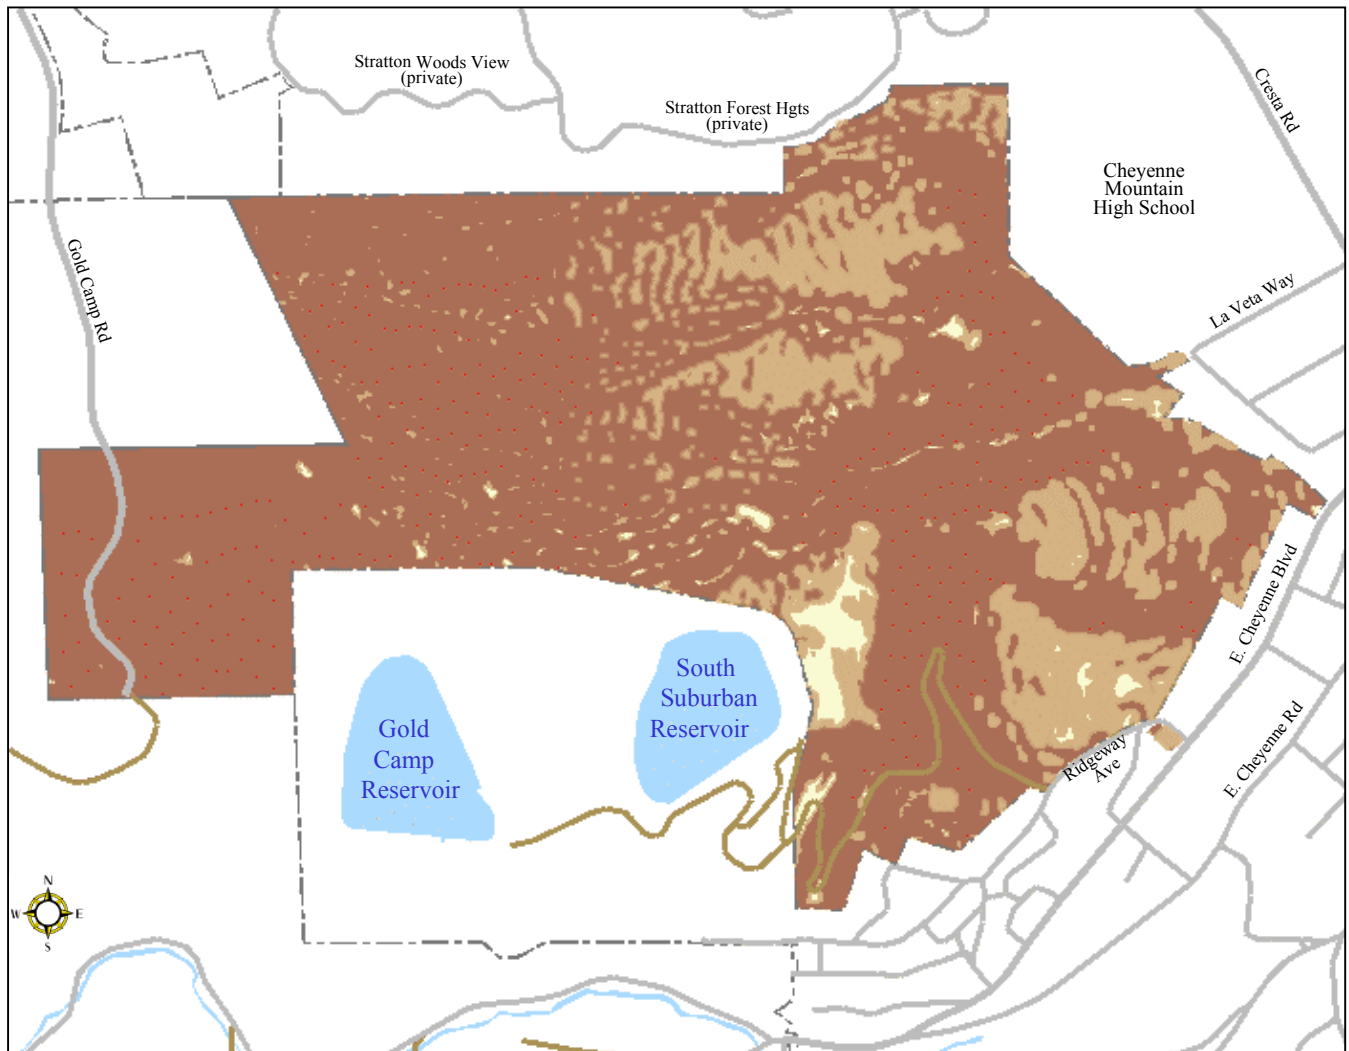 Stratton Woods View
(private)
Stratton Forest Hgts
(private)
Cresta Rd
Cheyenne
Mountain
High School
Gold Camp Rd
La Veta Way
E. Cheyenne Blvd
South
Suburban
Reservoir
Gold
Camp
Reservoir
Ridgeway
Ave
E. Cheyenne Rd
N
W
E
S